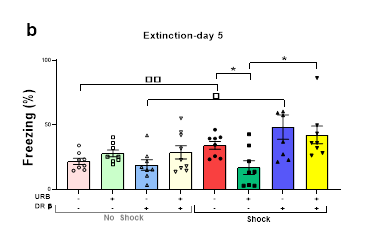 b
Extinction-day 5
Freezing (%)
100
50
0
□□
□
*
*
URB - + - + - + - +
DR β - - + + - - + +
No Shock
Shock